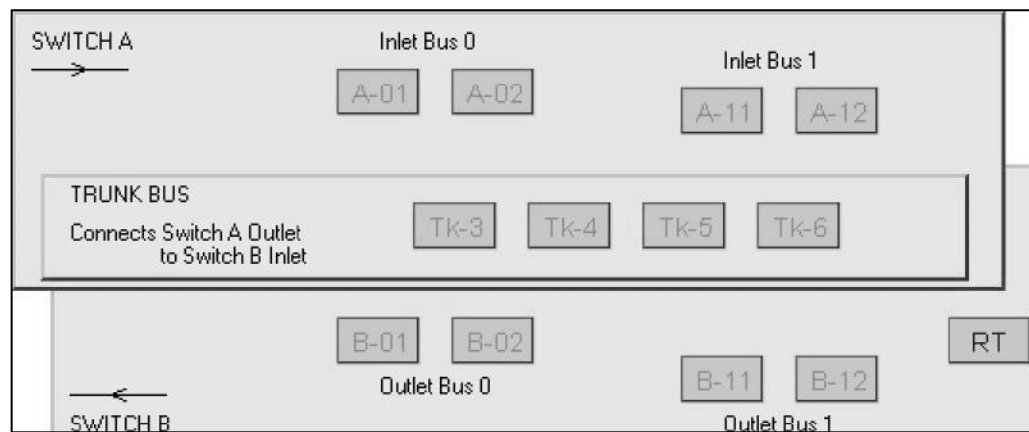 SWITCH A
Inlet Bus 0
Inlet Bus 1
A-01 A-02
A-11 A-12
TRUNK BUS
Connects Switch A Outlet
to Switch B Inlet
Tk-3 Tk-4 Tk-5 Tk-6
B-01 B-02
RT
Outlet Bus 0
B-11 B-12
SWITCH B
Outlet Bus 1